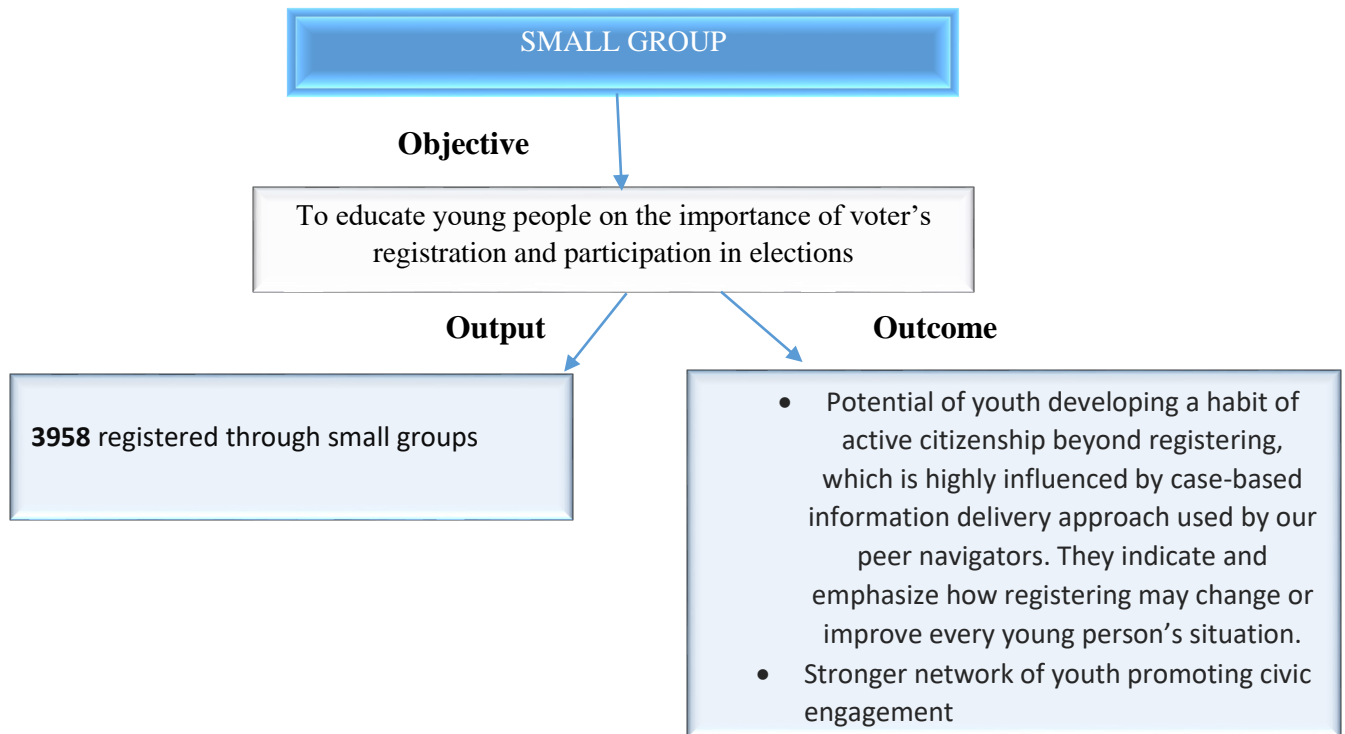 SMALL GROUP
Objective
To educate young people on the importance of voter’s
registration and participation in elections
Output
Outcome
3958 registered through small groups
• Potential of youth developing a habit of
active citizenship beyond registering,
which is highly influenced by case-based
information delivery approach used by our
peer navigators. They indicate and
emphasize how registering may change or
improve every young person’s situation.
• Stronger network of youth promoting civic
engagement